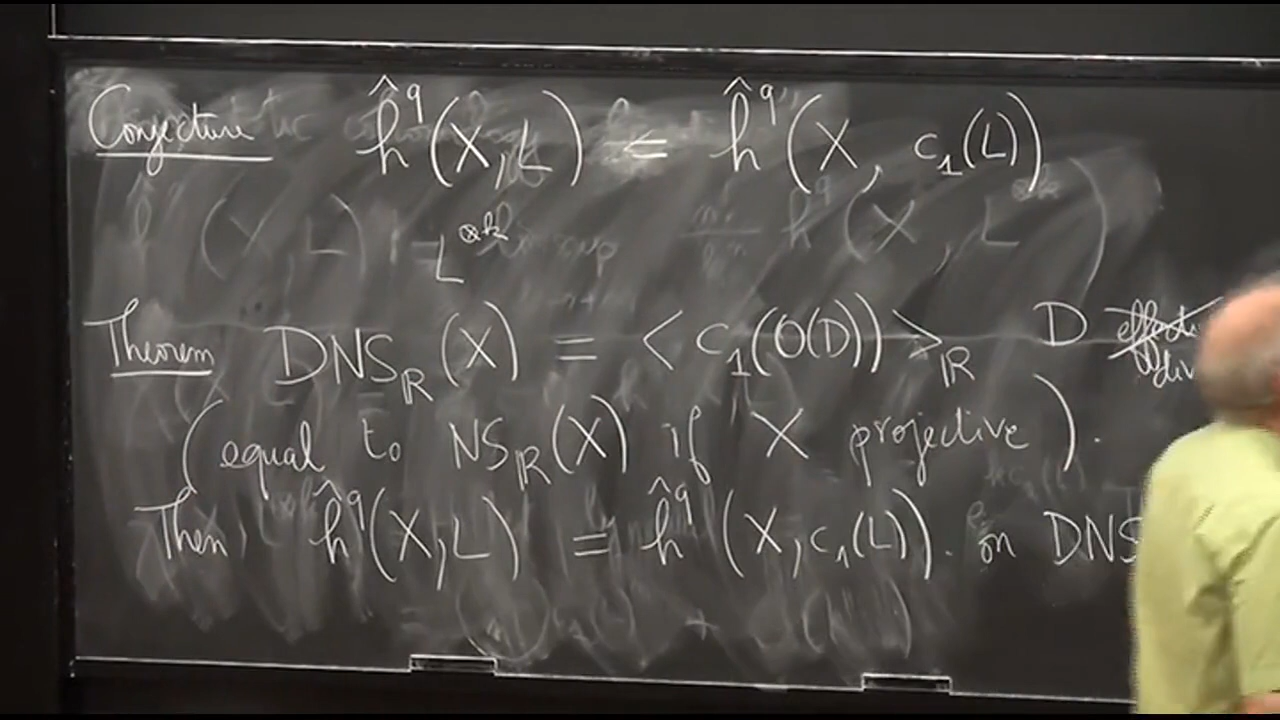 Conjecture ĥ^q(X, L) = ĥ^q(X, c_1(L))
L^{⊗k}
Theorem DNS_ℝ(X) = < c_1(O(D)) >_ℝ D
(equal to NS_ℝ(X) if X projective).
Then ĥ^q(X, L) = ĥ^q(X, c_1(L)). on DNS